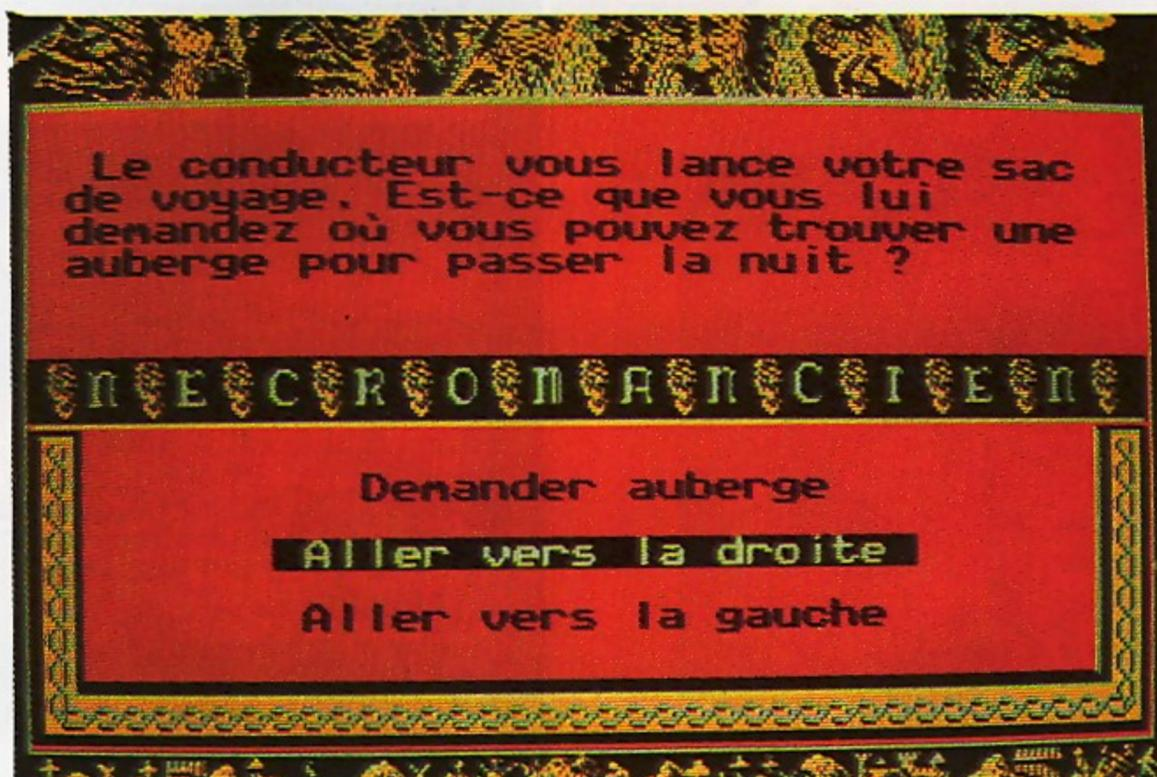 Le conducteur vous lance votre sac
de voyage. Est-ce que vous lui
demandez où vous pouvez trouver une
auberge pour passer la nuit ?
NECROMANCIEN
Demander auberge
Aller vers la droite
Aller vers la gauche